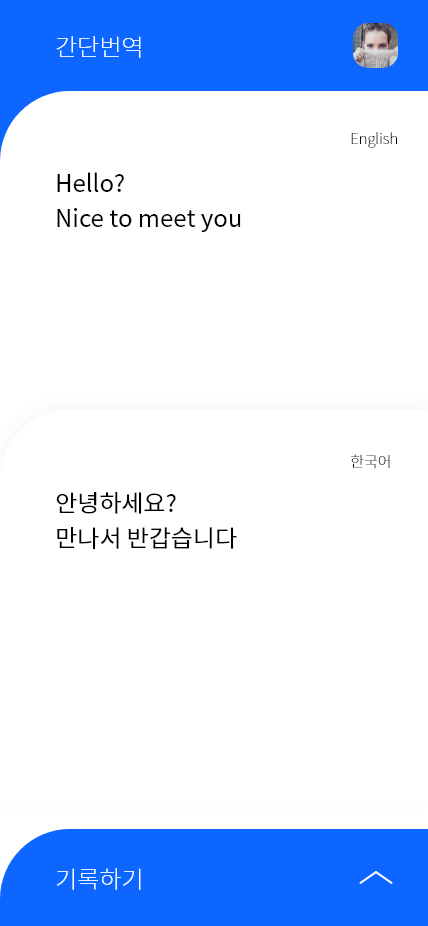 간단번역
English
Hello?
Nice to meet you
한국어
안녕하세요?
만나서 반갑습니다
기록하기